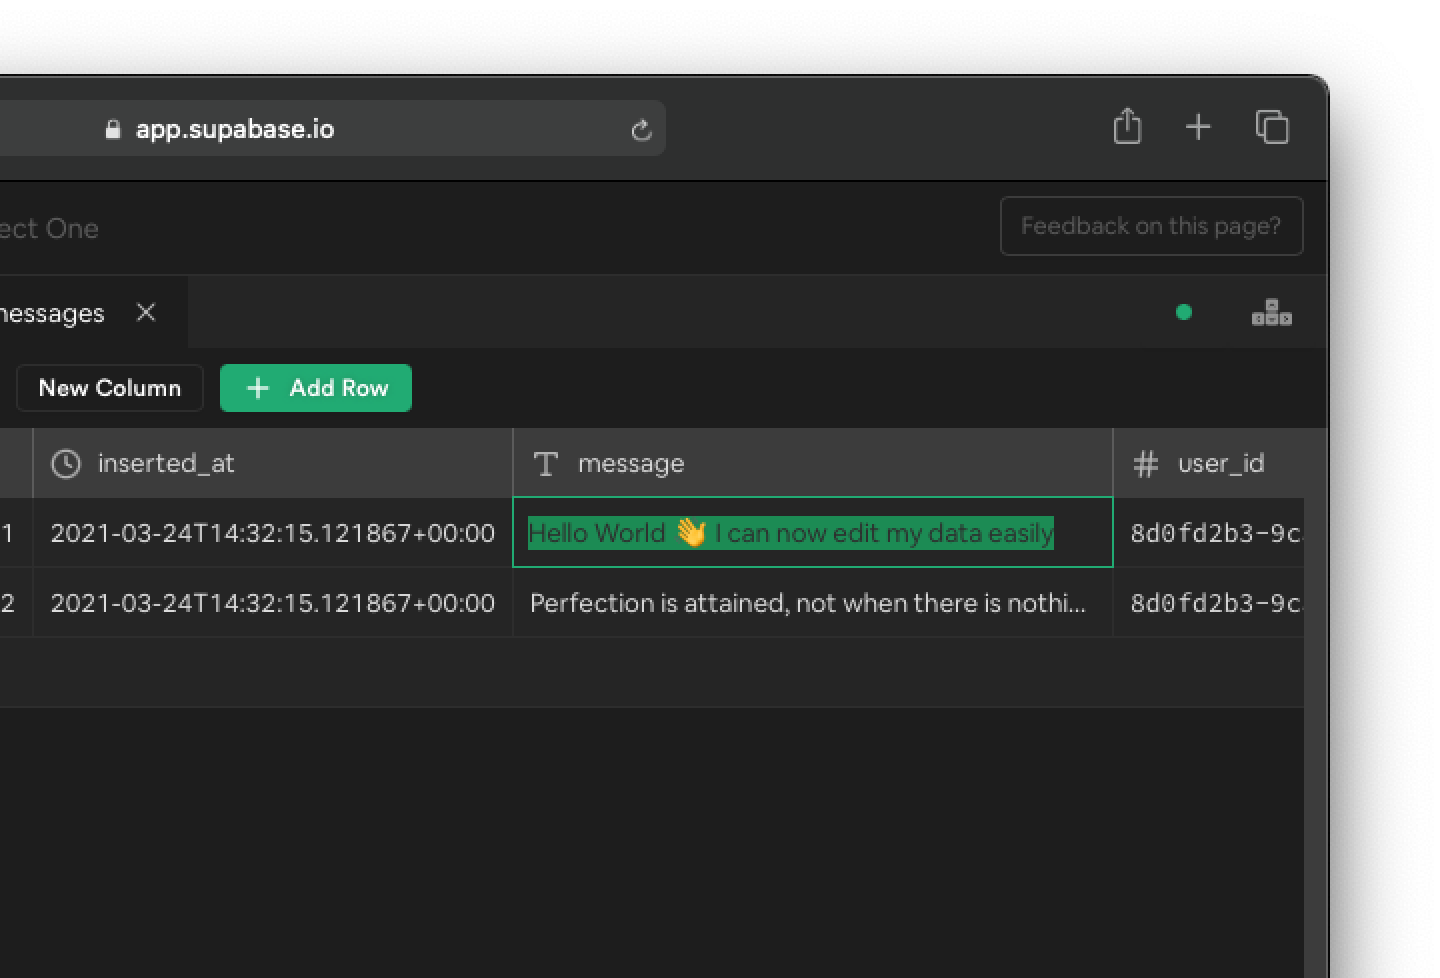 app.supabase.io
ect One
Feedback on this page?
messages
New Column
+ Add Row
inserted_at
T message
# user_id
1 2021-03-24T14:32:15.121867+00:00 Hello World 👋 I can now edit my data easily 8d0fd2b3-9c
2 2021-03-24T14:32:15.121867+00:00 Perfection is attained, not when there is nothi... 8d0fd2b3-9c